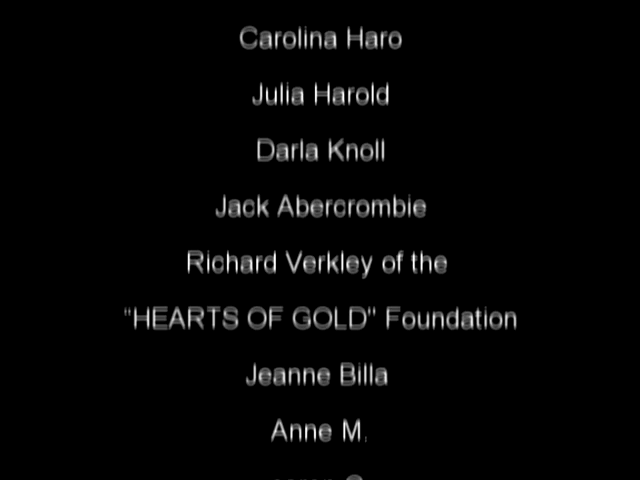 Carolina Haro
Julia Harold
Darla Knoll
Jack Abercrombie
Richard Verkley of the
"HEARTS OF GOLD" Foundation
Jeanne Billa
Anne M.